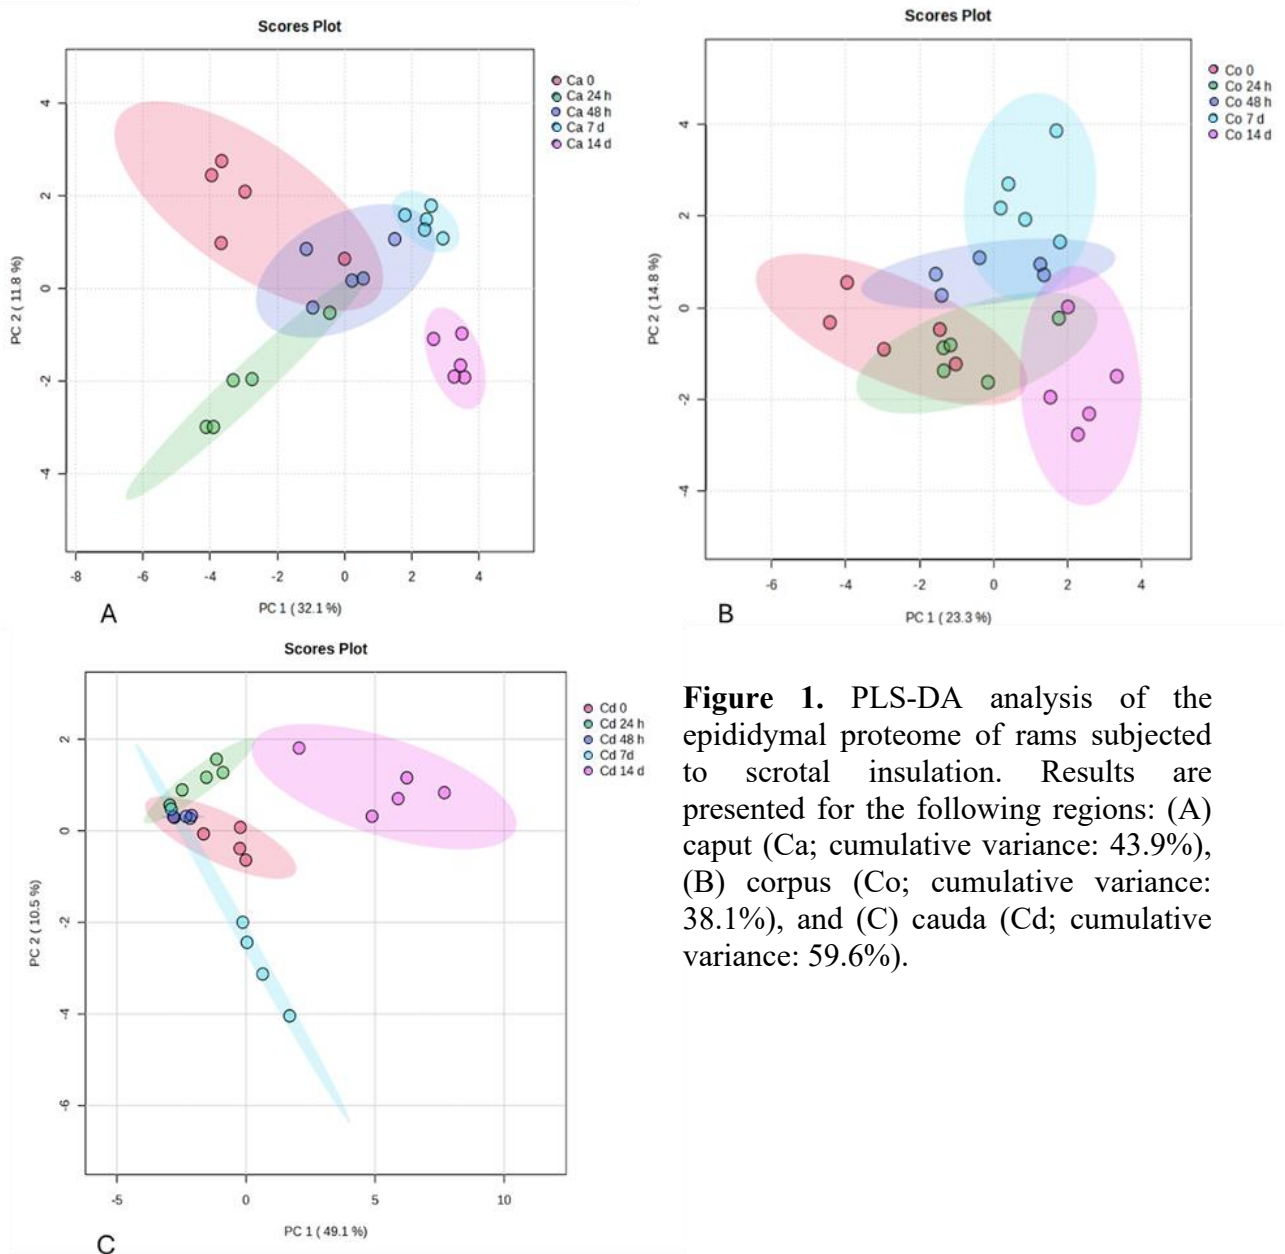 Scores Plot
4
2
0
-2
-4
-8
-6
-4
-2
0
2
4
PC 2 ( 11.8 %)
PC 1 ( 32.1 %)
Ca 0
Ca 24 h
Ca 48 h
Ca 7 d
Ca 14 d
A
Scores Plot
4
2
0
-2
-4
-6
-4
-2
0
2
4
PC 2 ( 14.8 %)
PC 1 ( 23.3 %)
Co 0
Co 24 h
Co 48 h
Co 7 d
Co 14 d
B
Scores Plot
2
0
-2
-4
-6
-5
0
5
10
PC 2 ( 10.5 %)
PC 1 ( 49.1 %)
Cd 0
Cd 24 h
Cd 48 h
Cd 7d
Cd 14 d
C
Figure 1. PLS-DA analysis of the
epididymal proteome of rams subjected
to scrotal insulation. Results are
presented for the following regions: (A)
caput (Ca; cumulative variance: 43.9%),
(B) corpus (Co; cumulative variance:
38.1%), and (C) cauda (Cd; cumulative
variance: 59.6%).